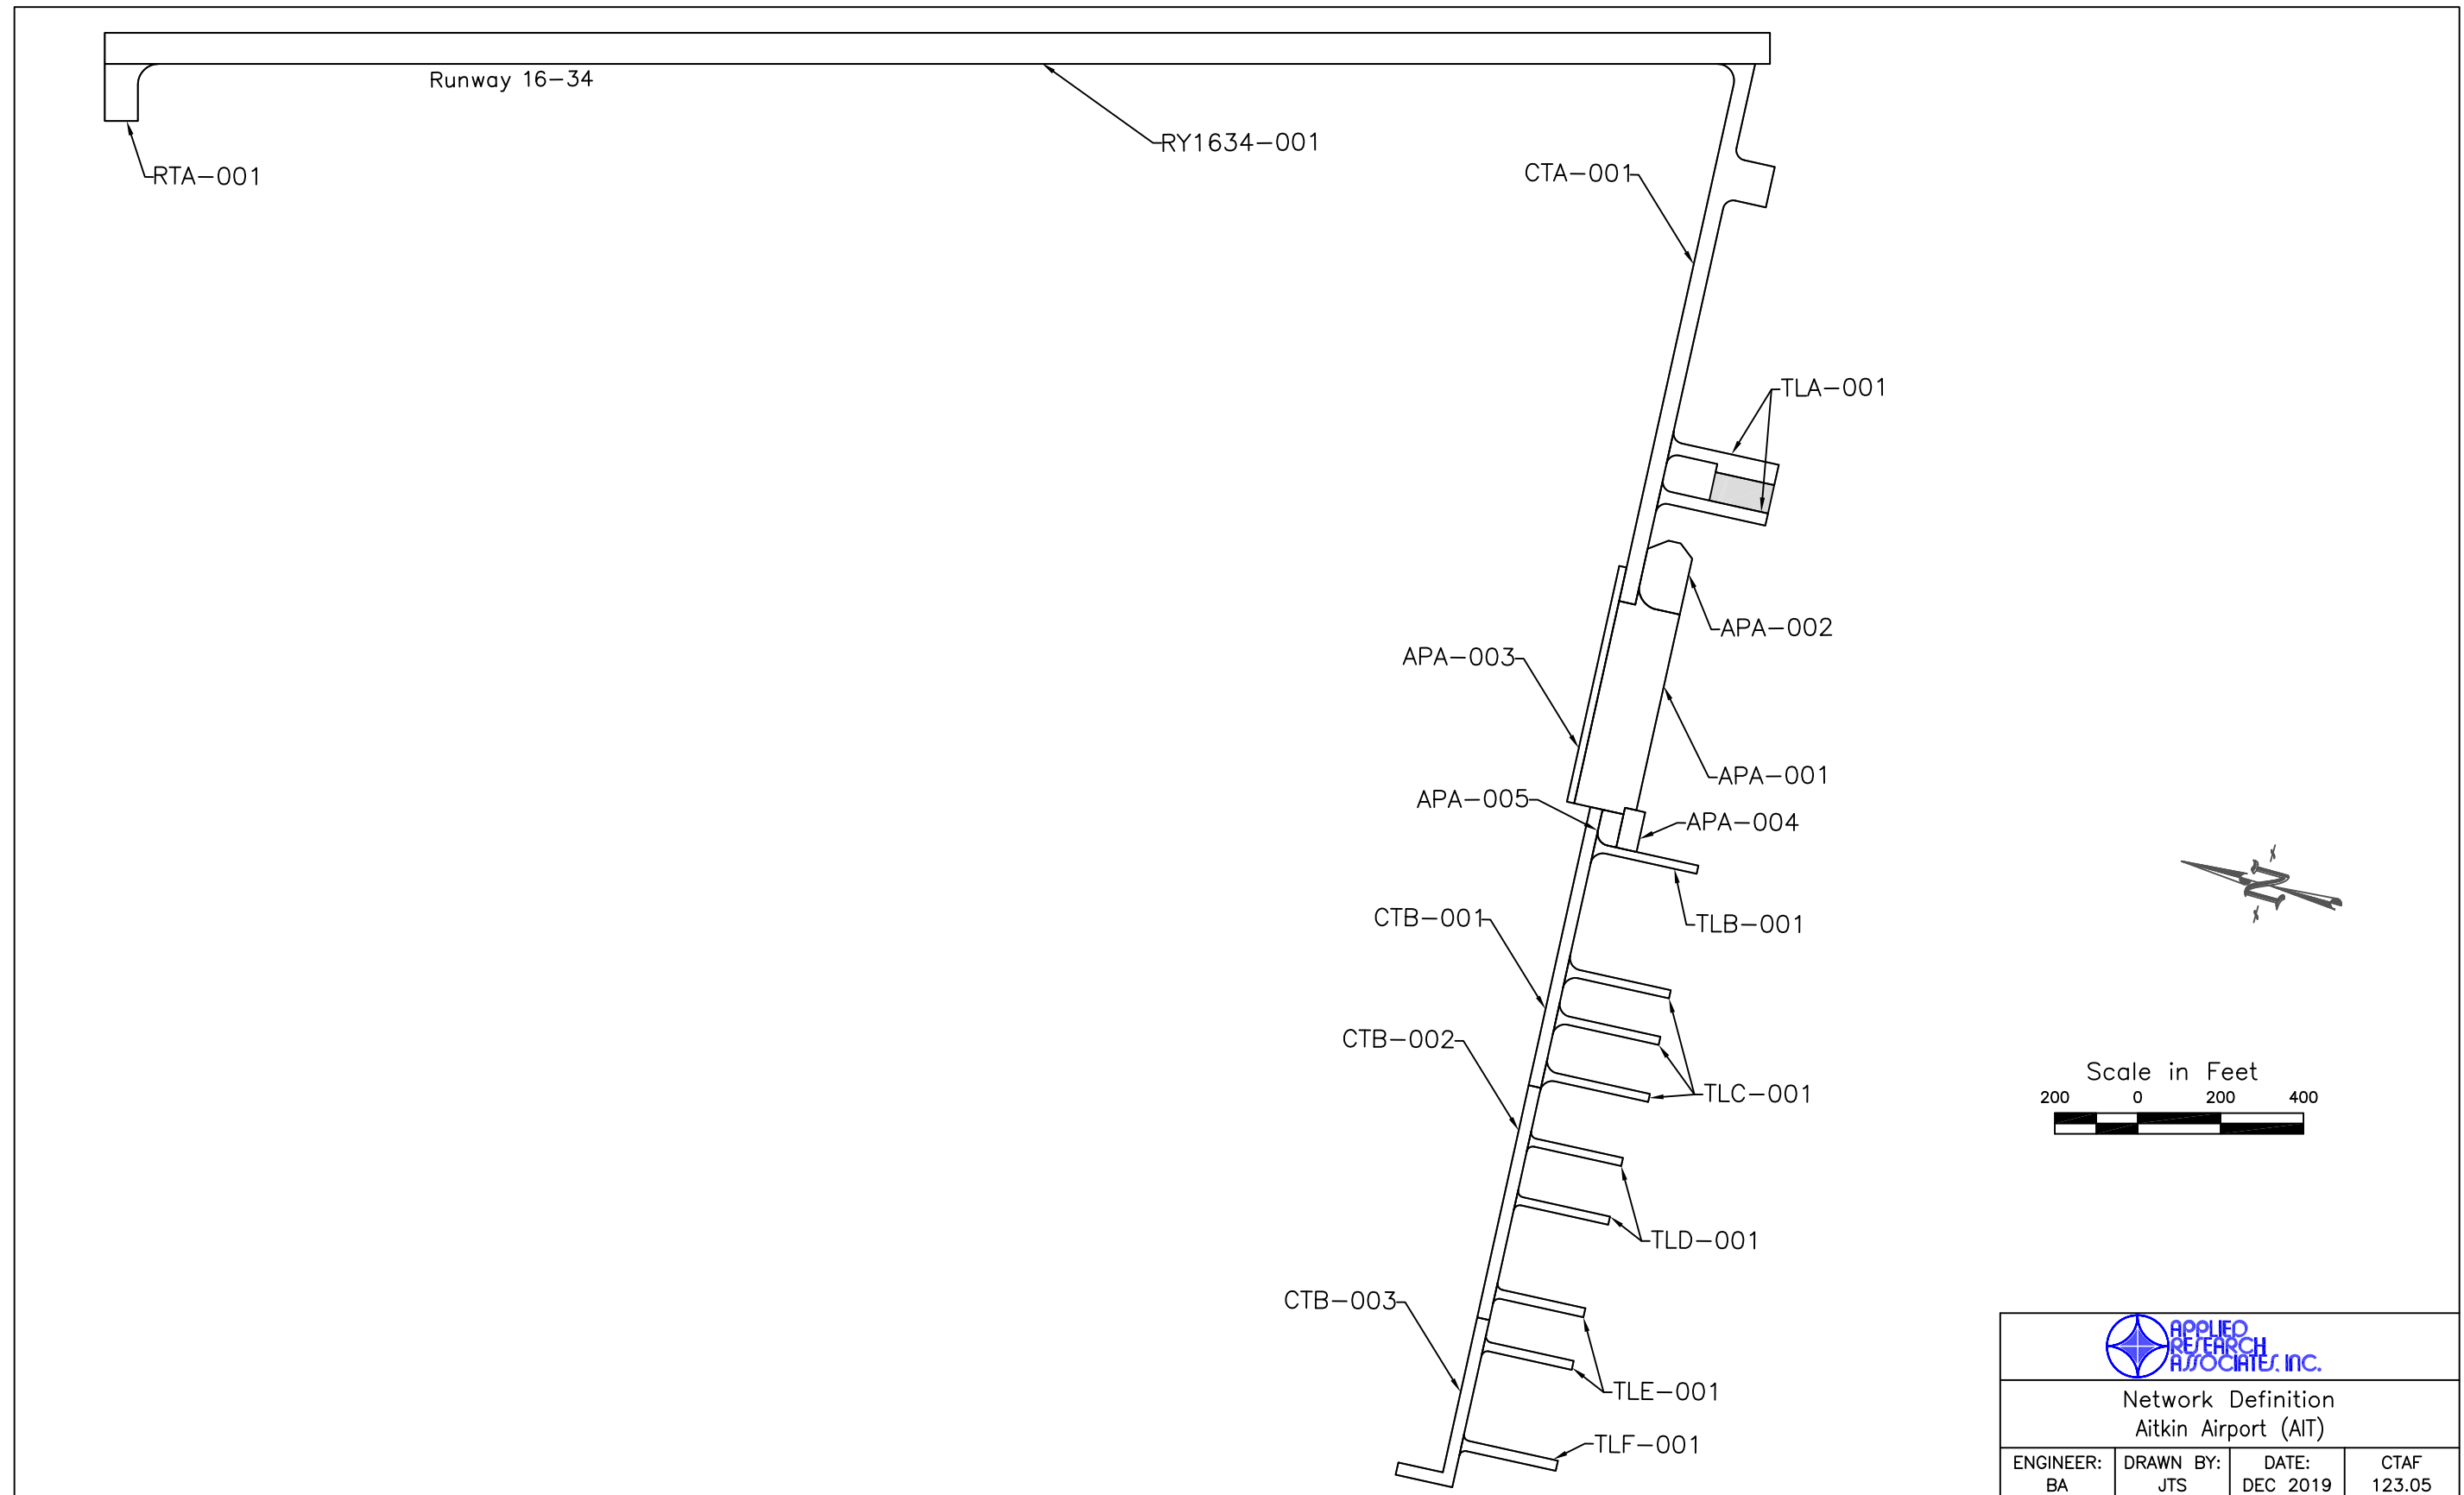 Runway 16-34
RY1634-001
RTA-001
CTA-001
TLA-001
APA-002
APA-003
APA-001
APA-005
APA-004
CTB-001
TLB-001
CTB-002
TLC-001
TLD-001
CTB-003
TLE-001
TLF-001
N
Scale in Feet
200 0 200 400
APPLIED
RESEARCH
ASSOCIATES, INC.
Network Definition
Aitkin Airport (AIT)
ENGINEER: DRAWN BY: DATE: CTAF
BA JTS DEC 2019 123.05